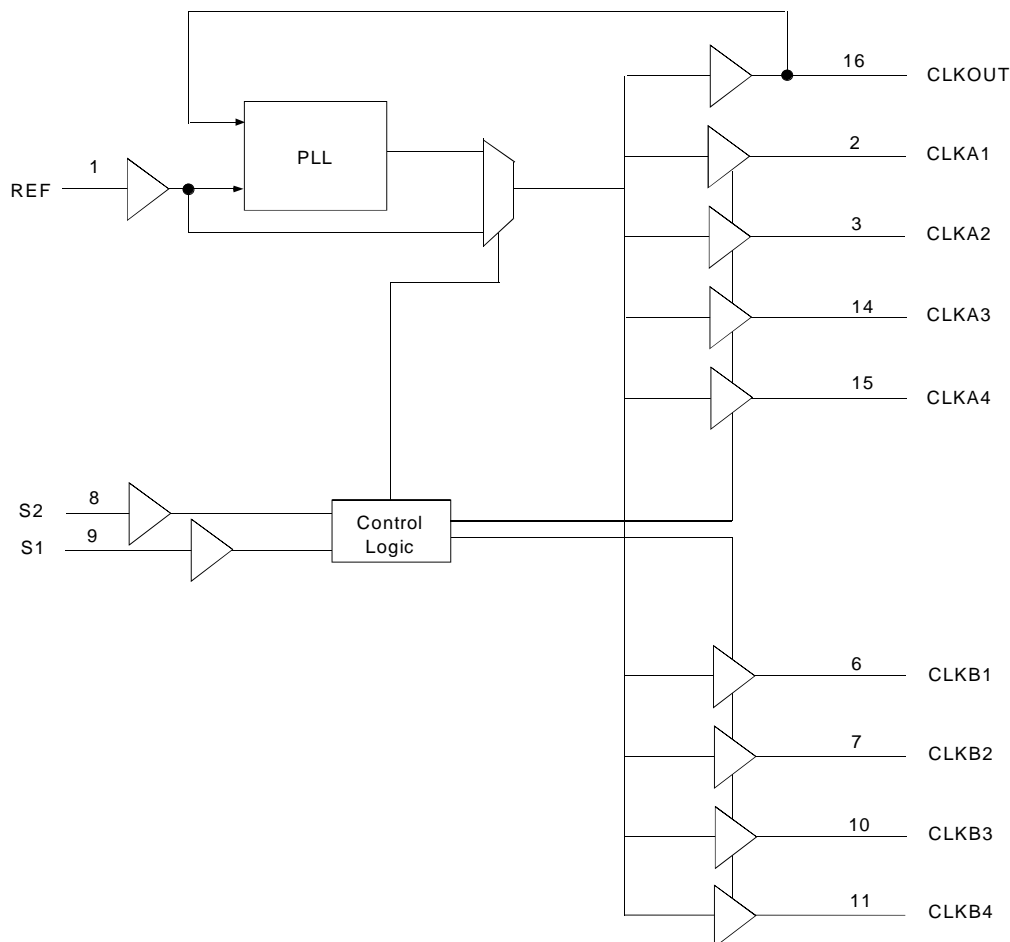 16 CLKOUT
PLL
1
REF
2 CLKA1
3 CLKA2
14 CLKA3
15 CLKA4
S2 8
S1 9
Control
Logic
6 CLKB1
7 CLKB2
10 CLKB3
11 CLKB4